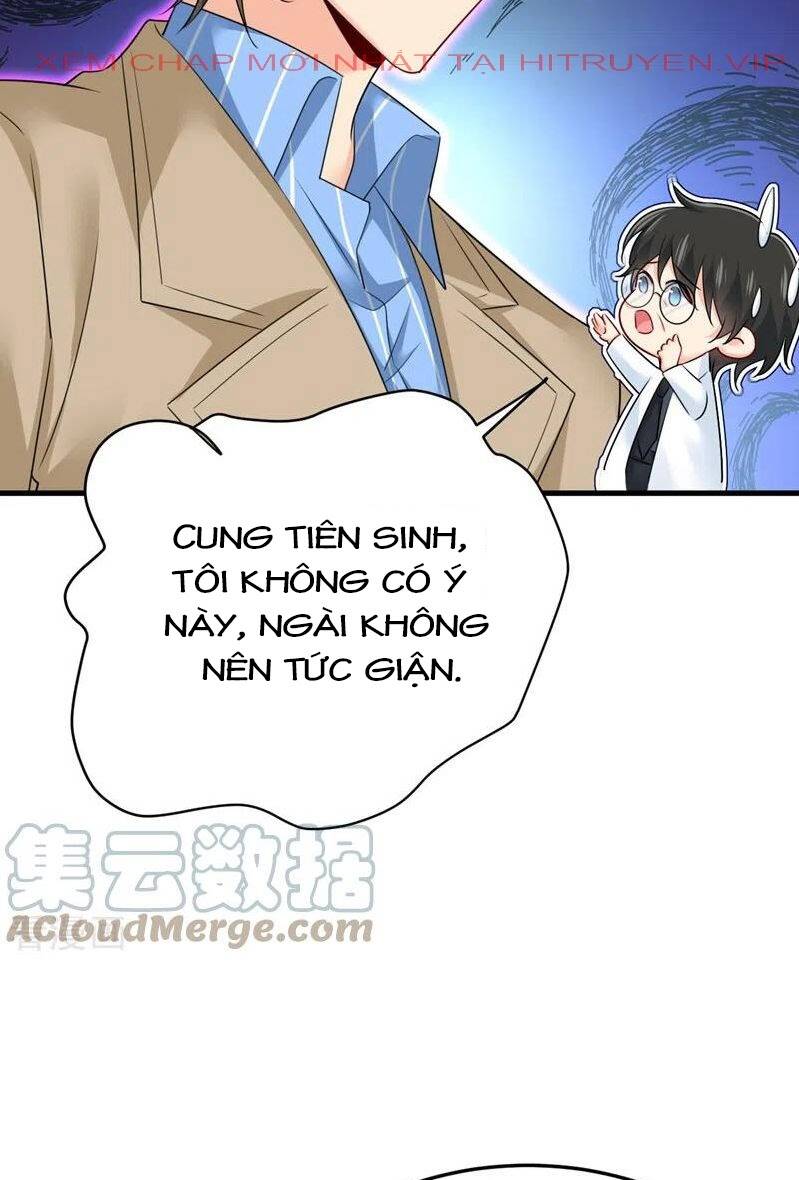 XEM CHAP MỚI NHẤT TẠI HITRUYEN.VIP
CUNG TIÊN SINH,
TÔI KHÔNG CÓ Ý
NÀY, NGÀI KHÔNG
NÊN TỨC GIẬN.
集云数据
ACloudMerge.com